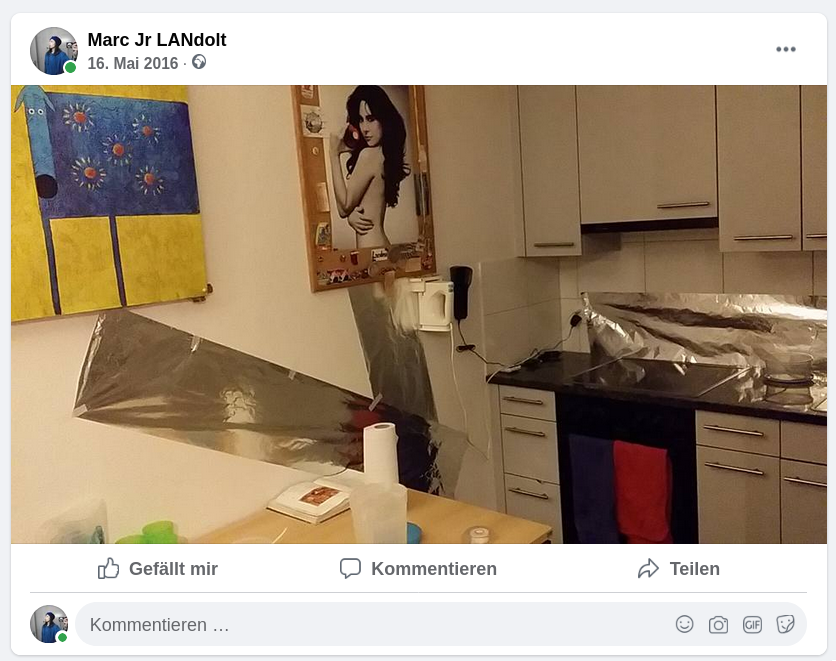 Marc Jr LANdolt
16. Mai 2016 ·
Gefällt mir
Kommentieren
Teilen
Kommentieren …
GIF